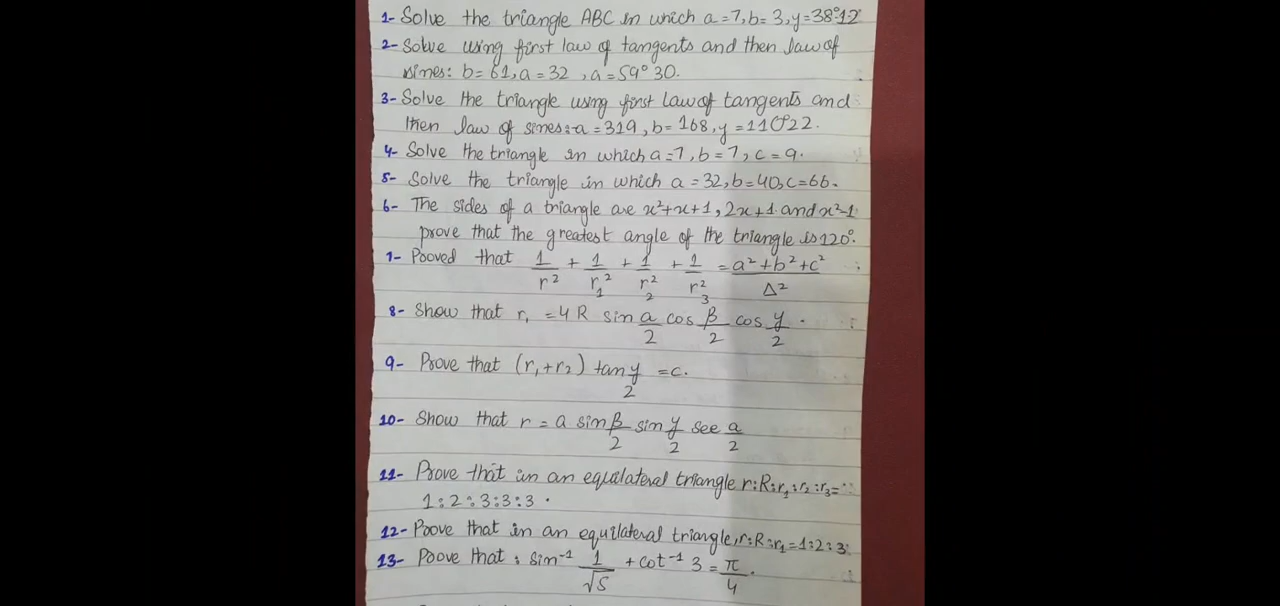 1- Solve the triangle ABC in which a=7, b=3, y=38°12'
2- Solve using first law of tangents and then law of
sines: b=61, a=32, a=59°30.
3- Solve the triangle using first law of tangents and
then law of sines:- a=319, b=168, y=110°22.
4- Solve the triangle in which a=7, b=7, c=9.
5- Solve the triangle in which a=32, b=40, c=66.
6- The sides of a triangle are x²+x+1, 2x+1 and x²-1
prove that the greatest angle of the triangle is 120°.
7- Prooved that 1/r² + 1/r₁² + 1/r₂² + 1/r₃² = a²+b²+c²/Δ²
8- Show that r₁ = 4R sin a/2 cos β/2 cos y/2.
9- Prove that (r₁+r₂) tan y/2 = c.
10- Show that r = a sin β/2 sin y/2 sec a/2
11- Prove that in an equilateral triangle r:R:r₁:r₂:r₃=
1:2:3:3:3.
12- Proove that in an equilateral triangle, r:R:r₁=1:2:3
13- Proove that: Sin⁻¹ 1/√5 + cot⁻¹ 3 = π/4.